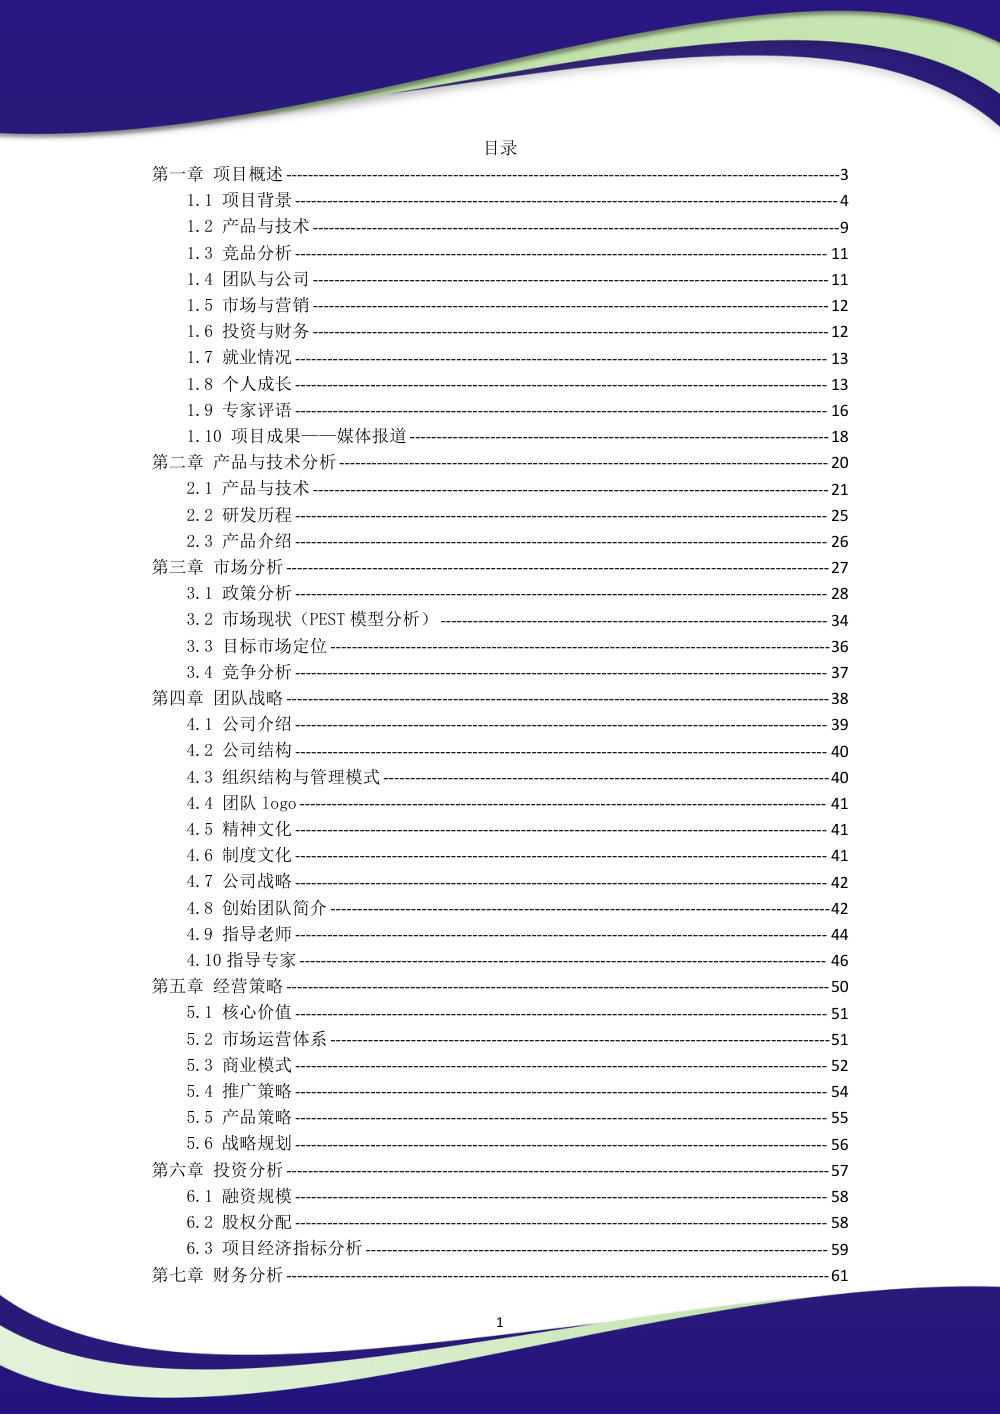 目录
第一章 项目概述 3
1.1 项目背景 4
1.2 产品与技术 9
1.3 竞品分析 11
1.4 团队与公司 11
1.5 市场与营销 12
1.6 投资与财务 12
1.7 就业情况 13
1.8 个人成长 13
1.9 专家评语 16
1.10 项目成果——媒体报道 18
第二章 产品与技术分析 20
2.1 产品与技术 21
2.2 研发历程 25
2.3 产品介绍 26
第三章 市场分析 27
3.1 政策分析 28
3.2 市场现状（PEST 模型分析） 34
3.3 目标市场定位 36
3.4 竞争分析 37
第四章 团队战略 38
4.1 公司介绍 39
4.2 公司结构 40
4.3 组织结构与管理模式 40
4.4 团队 logo 41
4.5 精神文化 41
4.6 制度文化 41
4.7 公司战略 42
4.8 创始团队简介 42
4.9 指导老师 44
4.10 指导专家 46
第五章 经营策略 50
5.1 核心价值 51
5.2 市场运营体系 51
5.3 商业模式 52
5.4 推广策略 54
5.5 产品策略 55
5.6 战略规划 56
第六章 投资分析 57
6.1 融资规模 58
6.2 股权分配 58
6.3 项目经济指标分析 59
第七章 财务分析 61
1